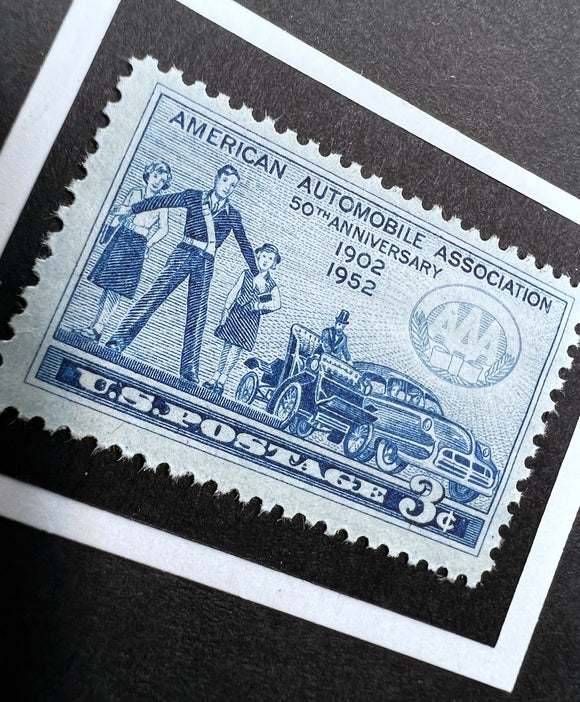 AMERICAN AUTOMOBILE ASSOCIATION
50TH ANNIVERSARY
1902
1952
AAA
U.S. POSTAGE 3¢